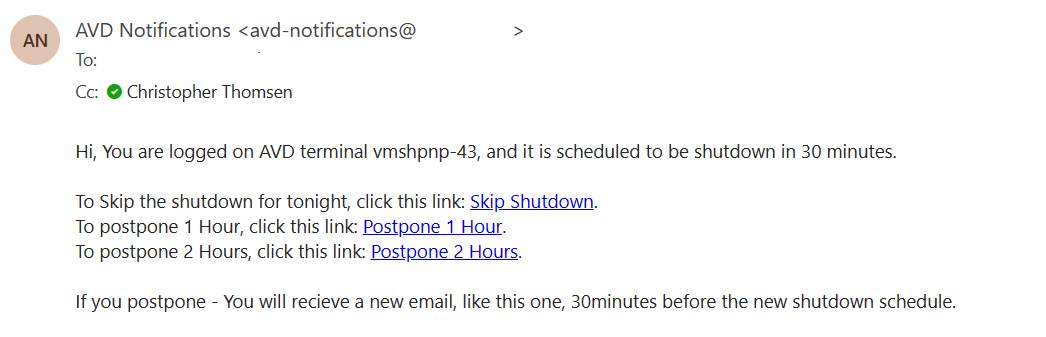 AN
AVD Notifications <avd-notifications@ >
To:
Cc: Christopher Thomsen
Hi, You are logged on AVD terminal vmshpnp-43, and it is scheduled to be shutdown in 30 minutes.
To Skip the shutdown for tonight, click this link: Skip Shutdown.
To postpone 1 Hour, click this link: Postpone 1 Hour.
To postpone 2 Hours, click this link: Postpone 2 Hours.
If you postpone - You will recieve a new email, like this one, 30minutes before the new shutdown schedule.